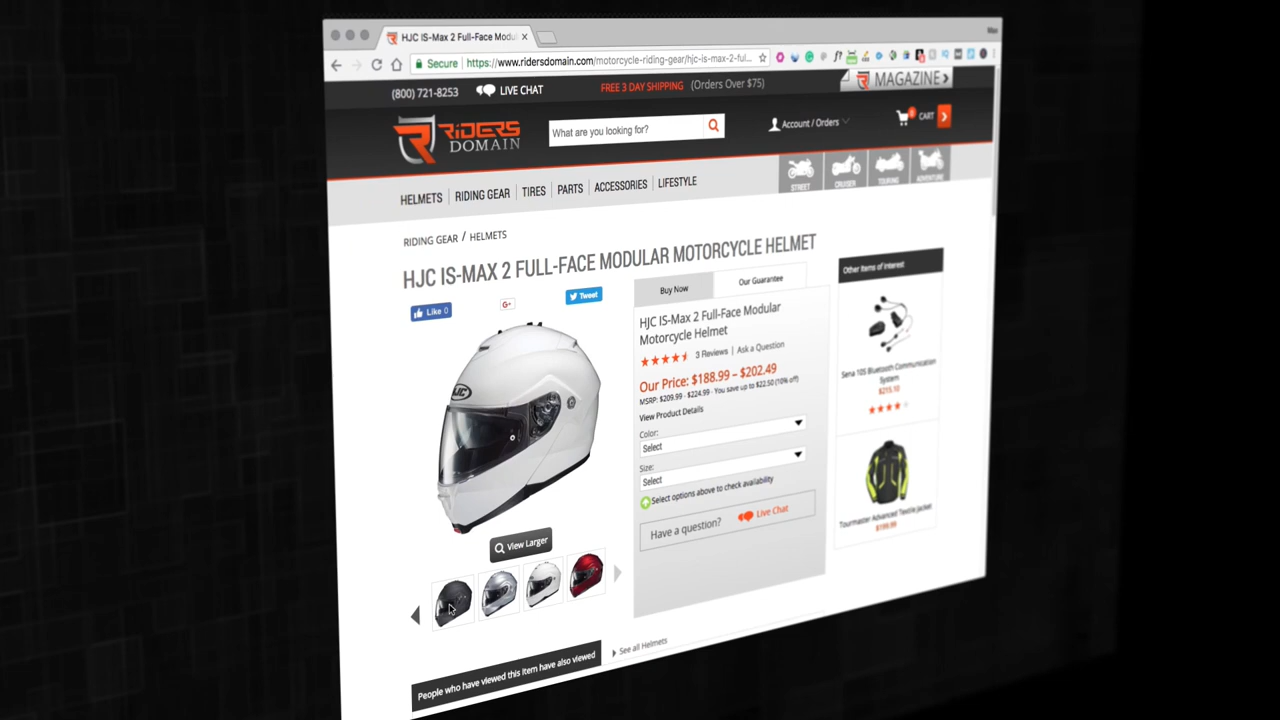 HJC IS-Max 2 Full-Face Modul
Secure https://www.ridersdomain.com/motorcycle-riding-gear/hjc-is-max-2-ful...
(800) 721-8253 LIVE CHAT FREE 3 DAY SHIPPING (Orders Over $75) MAGAZINE
RIDERS DOMAIN
What are you looking for?
Account / Orders
CART
HELMETS RIDING GEAR TIRES PARTS ACCESSORIES LIFESTYLE
STREET CRUISER TOURING ADVENTURE
RIDING GEAR / HELMETS
HJC IS-MAX 2 FULL-FACE MODULAR MOTORCYCLE HELMET
Like 0
G+
Tweet
HJC
View Larger
Buy Now Our Guarantee
HJC IS-Max 2 Full-Face Modular
Motorcycle Helmet
3 Reviews | Ask a Question
Our Price: $188.99 – $202.49
MSRP: $209.99 - $224.99 - You save up to $22.50 (10% off)
View Product Details
Color:
Select
Size:
Select
Select options above to check availability
Have a question? Live Chat
Other Items of Interest
Sena 10S Bluetooth Communication
System
$215.10
Tourmaster Advanced Textile Jacket
$199.99
People who have viewed this item have also viewed
See all Helmets